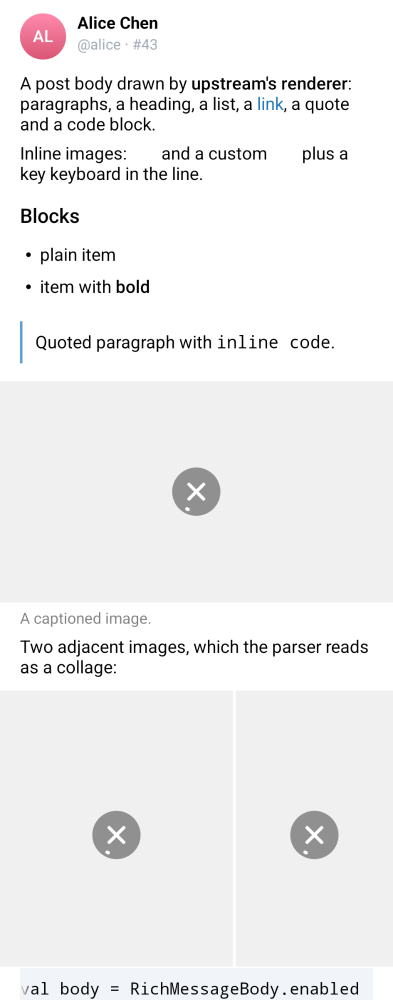 AL
Alice Chen
@alice · #43
A post body drawn by upstream's renderer:
paragraphs, a heading, a list, a link, a quote
and a code block.
Inline images: and a custom plus a
key keyboard in the line.
Blocks
• plain item
• item with bold
Quoted paragraph with inline code.
A captioned image.
Two adjacent images, which the parser reads
as a collage:
val body = RichMessageBody.enabled